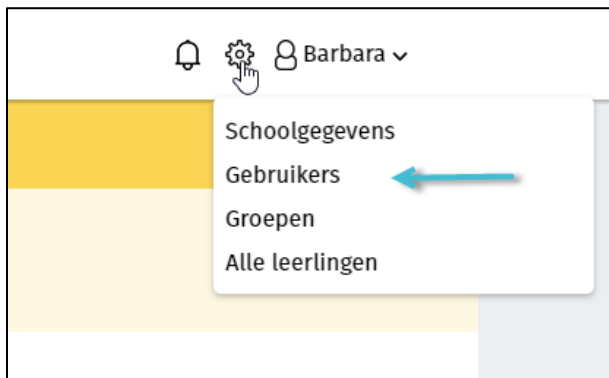 Barbara
Schoolgegevens
Gebruikers
Groepen
Alle leerlingen